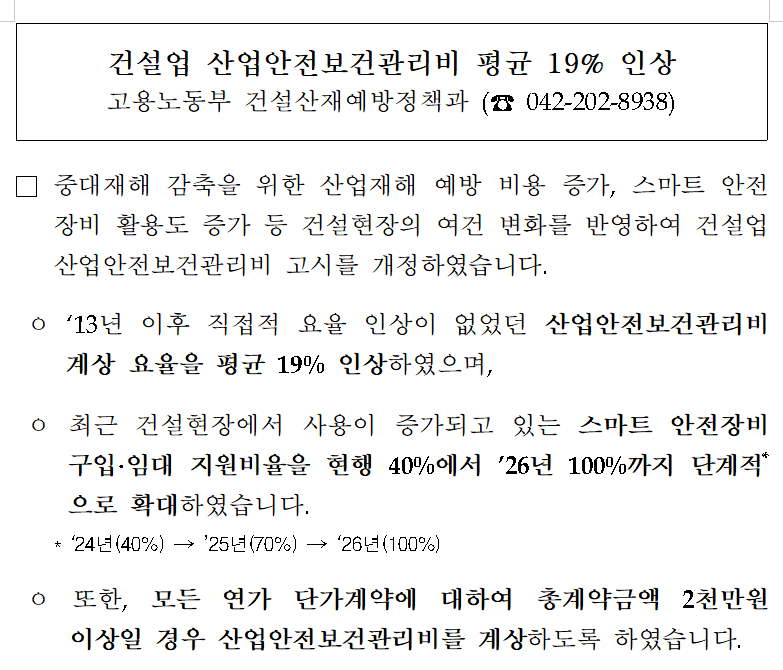 건설업 산업안전보건관리비 평균 19% 인상
고용노동부 건설산재예방정책과 (☎ 042-202-8938)
□ 중대재해 감축을 위한 산업재해 예방 비용 증가, 스마트 안전
장비 활용도 증가 등 건설현장의 여건 변화를 반영하여 건설업
산업안전보건관리비 고시를 개정하였습니다.
ㅇ ‘13년 이후 직접적 요율 인상이 없었던 산업안전보건관리비
계상 요율을 평균 19% 인상하였으며,
ㅇ 최근 건설현장에서 사용이 증가되고 있는 스마트 안전장비
구입·임대 지원비율을 현행 40%에서 ’26년 100%까지 단계적*
으로 확대하였습니다.
* ‘24년(40%) → ’25년(70%) → ‘26년(100%)
ㅇ 또한, 모든 연가 단가계약에 대하여 총계약금액 2천만원
이상일 경우 산업안전보건관리비를 계상하도록 하였습니다.